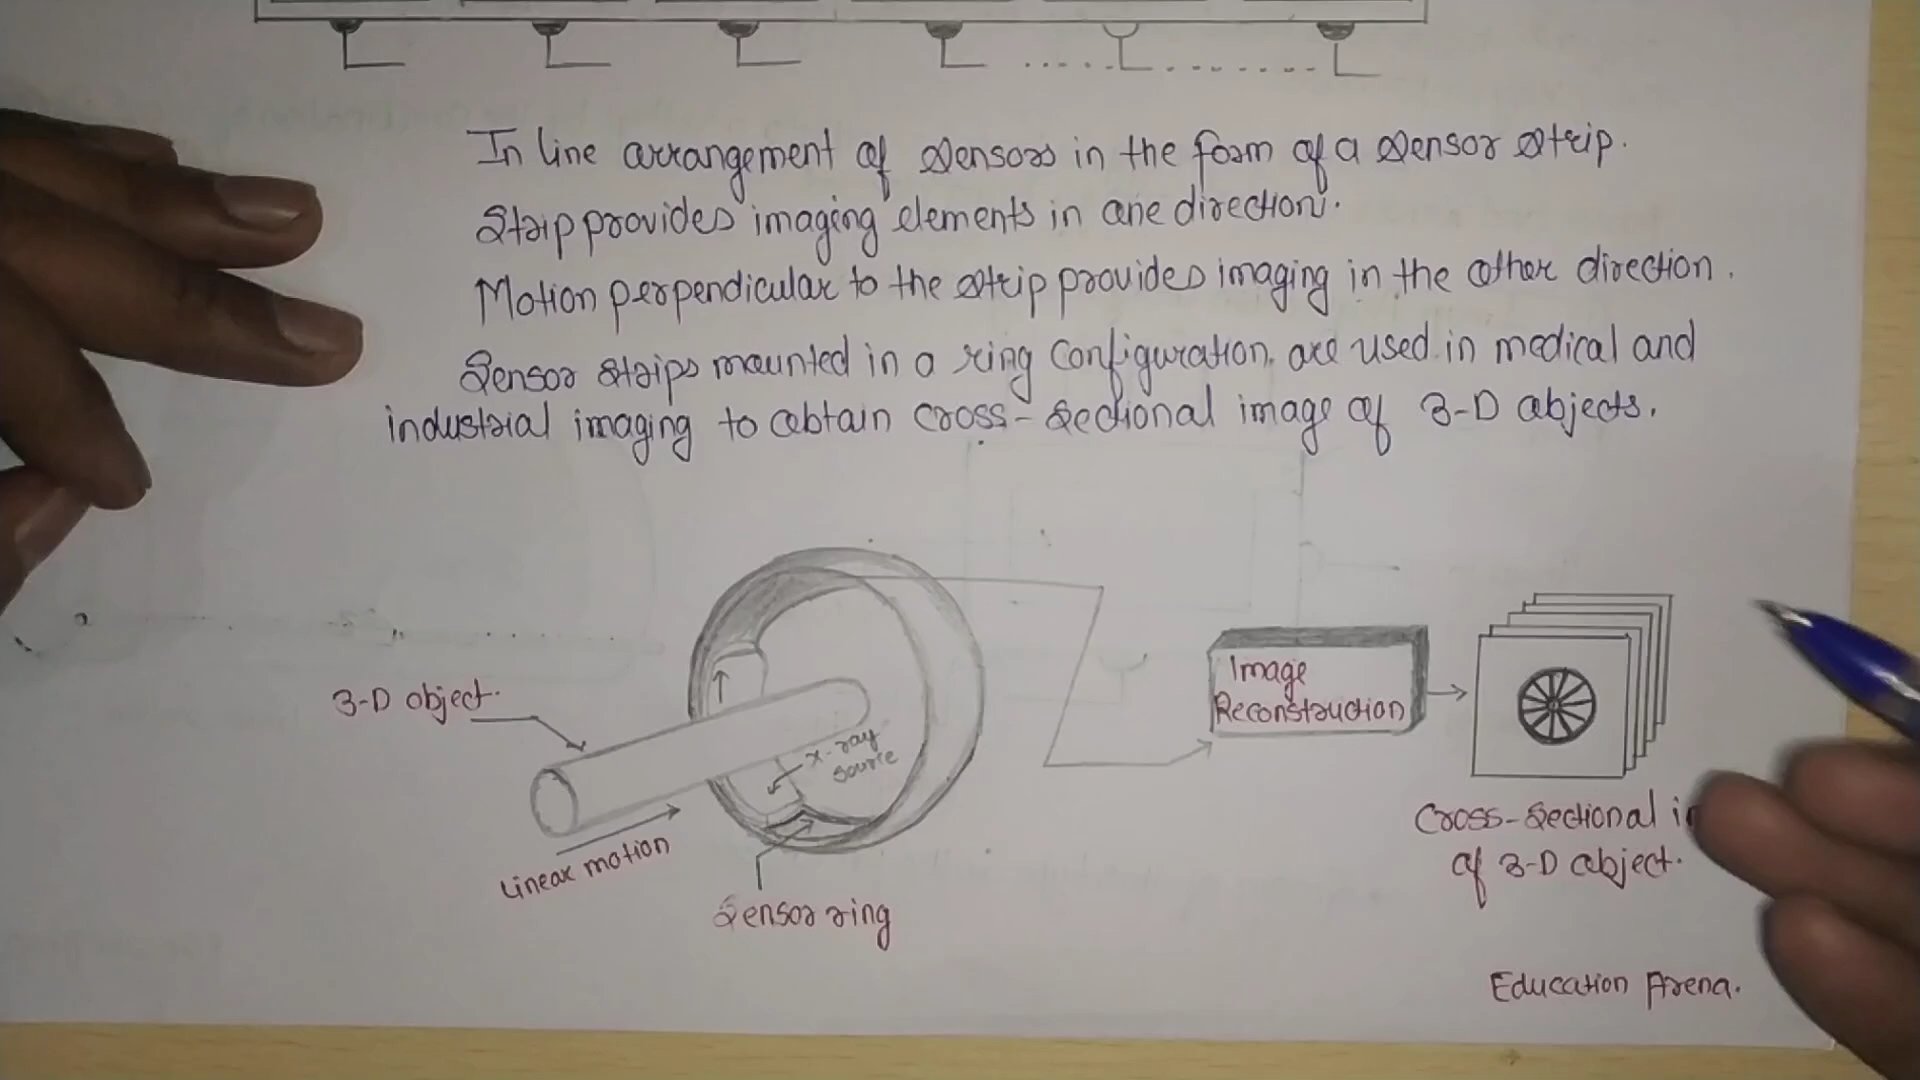 In line arrangement of sensors in the form of a sensor strip.
Strip provides imaging elements in one direction.
Motion perpendicular to the strip provides imaging in the other direction.
Sensor strips mounted in a ring configuration are used in medical and
industrial imaging to obtain cross-sectional image of 3-D objects.
3-D object.
X-ray
source
Linear motion
Sensor ring
Image
Reconstruction
Cross-sectional
of 3-D object.
Education Arena.